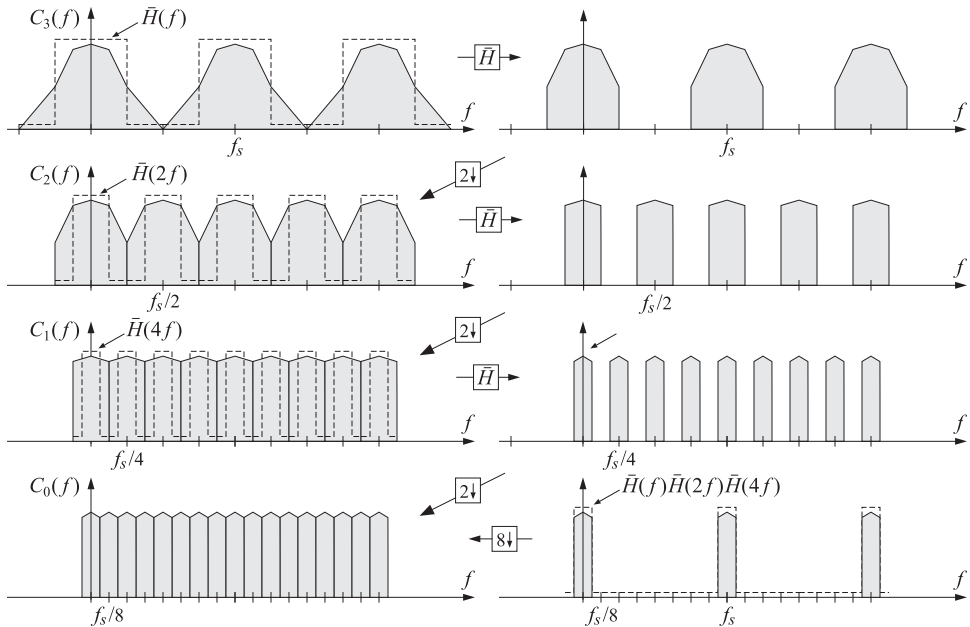 C₃(f) H̄(f) H̄ f f
fₛ fₛ
C₂(f) H̄(2f) 2↓ H̄ f f
fₛ/2 fₛ/2
C₁(f) H̄(4f) 2↓ H̄ f f
fₛ/4 fₛ/4
C₀(f) 2↓ H̄(f)H̄(2f)H̄(4f)
8↓ f f
fₛ/8 fₛ/8 fₛ